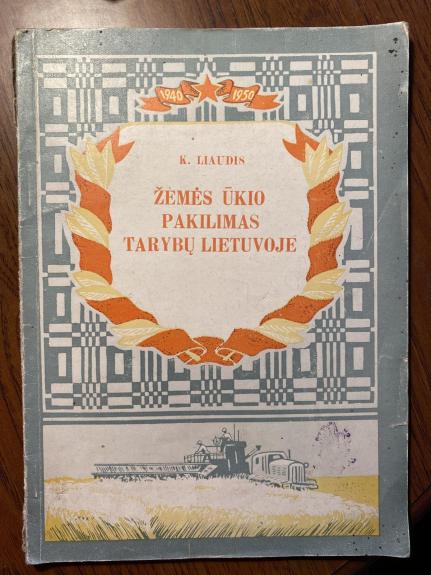 1940 1950
K. LIAUDIS
ŽEMĖS ŪKIO
PAKILIMAS
TARYBŲ LIETUVOJE